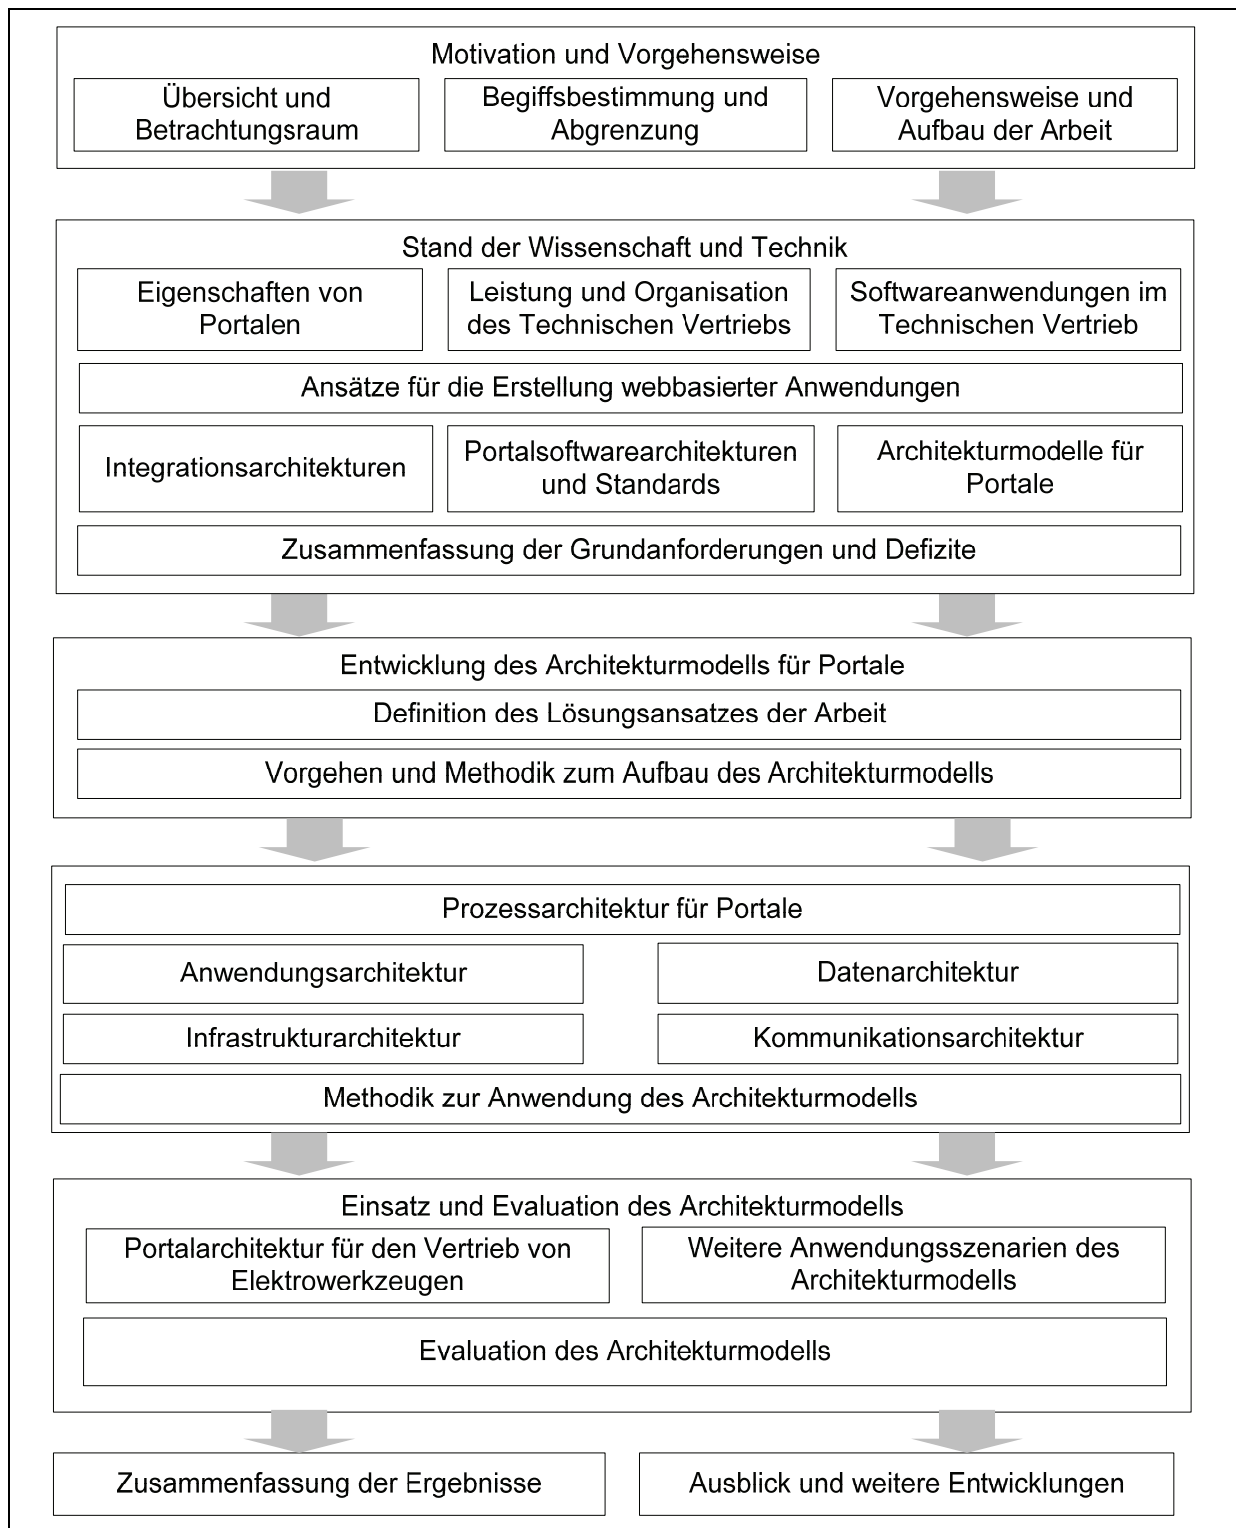 Motivation und Vorgehensweise
Übersicht und
Betrachtungsraum
Begiffsbestimmung und
Abgrenzung
Vorgehensweise und
Aufbau der Arbeit
Stand der Wissenschaft und Technik
Eigenschaften von
Portalen
Leistung und Organisation
des Technischen Vertriebs
Softwareanwendungen im
Technischen Vertrieb
Ansätze für die Erstellung webbasierter Anwendungen
Integrationsarchitekturen
Portalsoftwarearchitekturen
und Standards
Architekturmodelle für
Portale
Zusammenfassung der Grundanforderungen und Defizite
Entwicklung des Architekturmodells für Portale
Definition des Lösungsansatzes der Arbeit
Vorgehen und Methodik zum Aufbau des Architekturmodells
Prozessarchitektur für Portale
Anwendungsarchitektur
Datenarchitektur
Infrastrukturarchitektur
Kommunikationsarchitektur
Methodik zur Anwendung des Architekturmodells
Einsatz und Evaluation des Architekturmodells
Portalarchitektur für den Vertrieb von
Elektrowerkzeugen
Weitere Anwendungsszenarien des
Architekturmodells
Evaluation des Architekturmodells
Zusammenfassung der Ergebnisse
Ausblick und weitere Entwicklungen